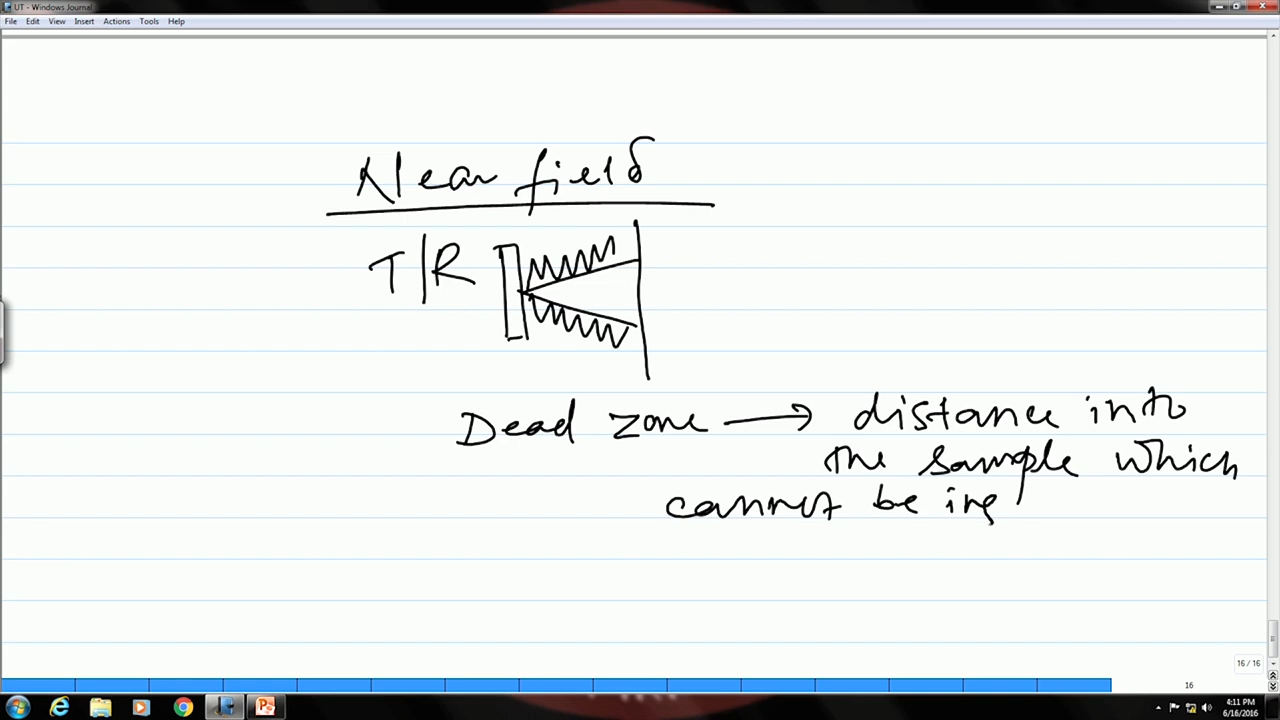 UT - Windows Journal
File Edit View Insert Actions Tools Help
Near field
T|R
Dead zone → distance into
the sample which
cannot be ins
16 / 16
16
4:11 PM
6/16/2016